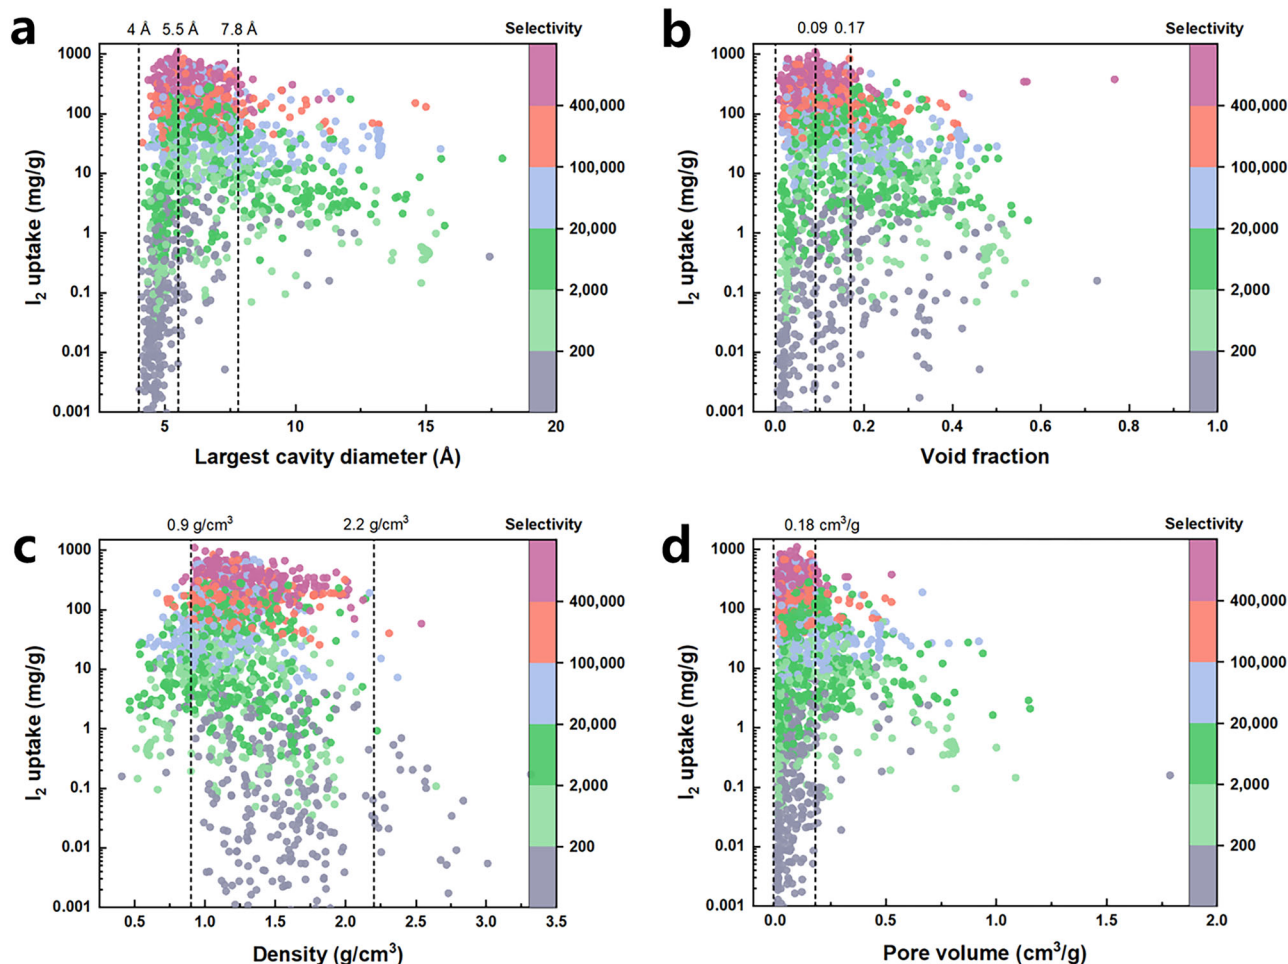 a
4 Å 5.5 Å 7.8 Å Selectivity
1000
100
10
1
0.1
0.01
0.001
I2 uptake (mg/g)
400,000
100,000
20,000
2,000
200
5 10 15 20
Largest cavity diameter (Å)
b
0.09 0.17 Selectivity
1000
100
10
1
0.1
0.01
0.001
I2 uptake (mg/g)
400,000
100,000
20,000
2,000
200
0.0 0.2 0.4 0.6 0.8 1.0
Void fraction
c
0.9 g/cm³ 2.2 g/cm³ Selectivity
1000
100
10
1
0.1
0.01
0.001
I2 uptake (mg/g)
400,000
100,000
20,000
2,000
200
0.5 1.0 1.5 2.0 2.5 3.0 3.5
Density (g/cm³)
d
0.18 cm³/g Selectivity
1000
100
10
1
0.1
0.01
0.001
I2 uptake (mg/g)
400,000
100,000
20,000
2,000
200
0.0 0.5 1.0 1.5 2.0
Pore volume (cm³/g)